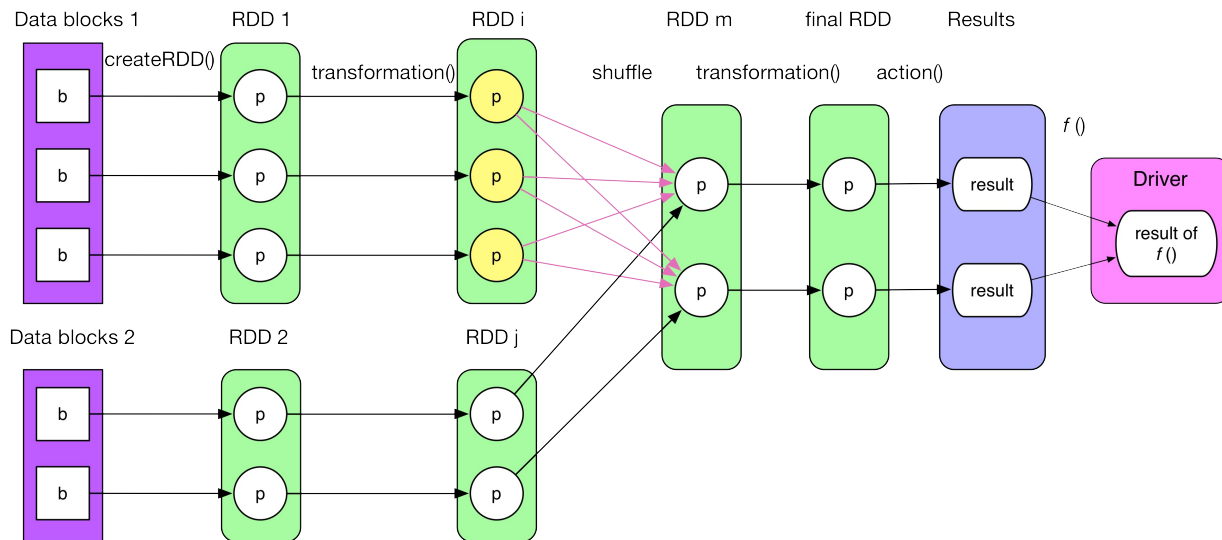 Data blocks 1
RDD 1
RDD i
RDD m
final RDD
Results
createRDD()
transformation()
shuffle
transformation()
action()
f ()
b
p
p
b
p
p
b
p
p
p
p
result
p
p
result
Driver
result of
f ()
Data blocks 2
RDD 2
RDD j
b
p
p
b
p
p